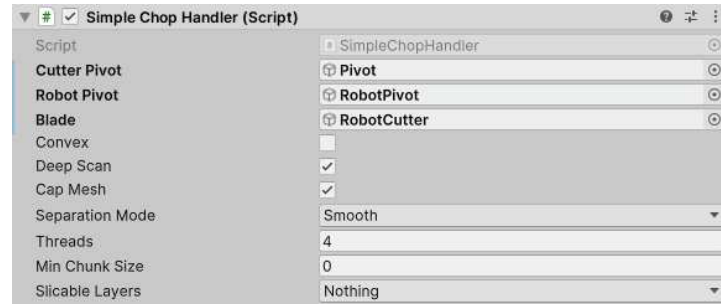 Simple Chop Handler (Script)
Script SimpleChopHandler
Cutter Pivot Pivot
Robot Pivot RobotPivot
Blade RobotCutter
Convex
Deep Scan
Cap Mesh
Separation Mode Smooth
Threads 4
Min Chunk Size 0
Slicable Layers Nothing